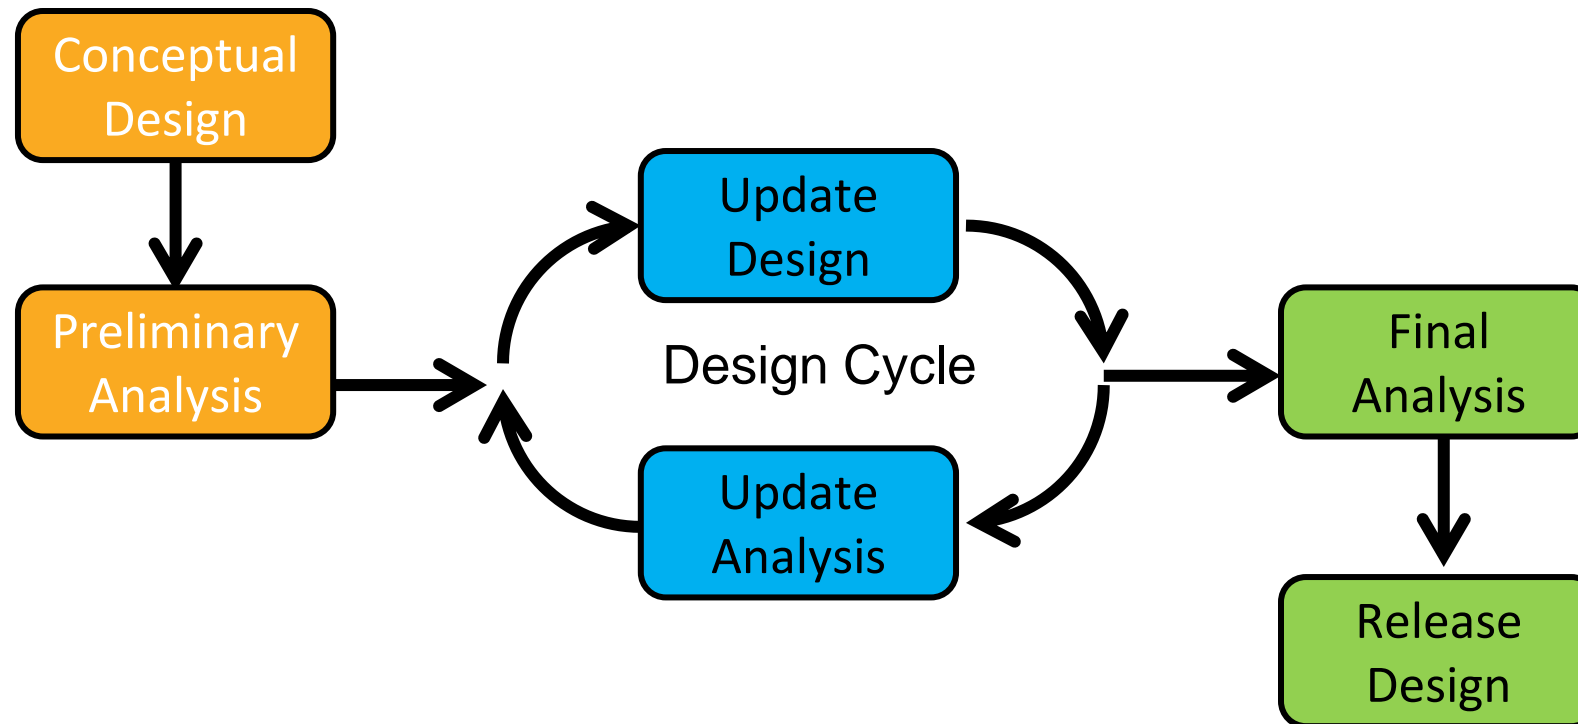 Conceptual
Design
Preliminary
Analysis
Update
Design
Design Cycle
Update
Analysis
Final
Analysis
Release
Design